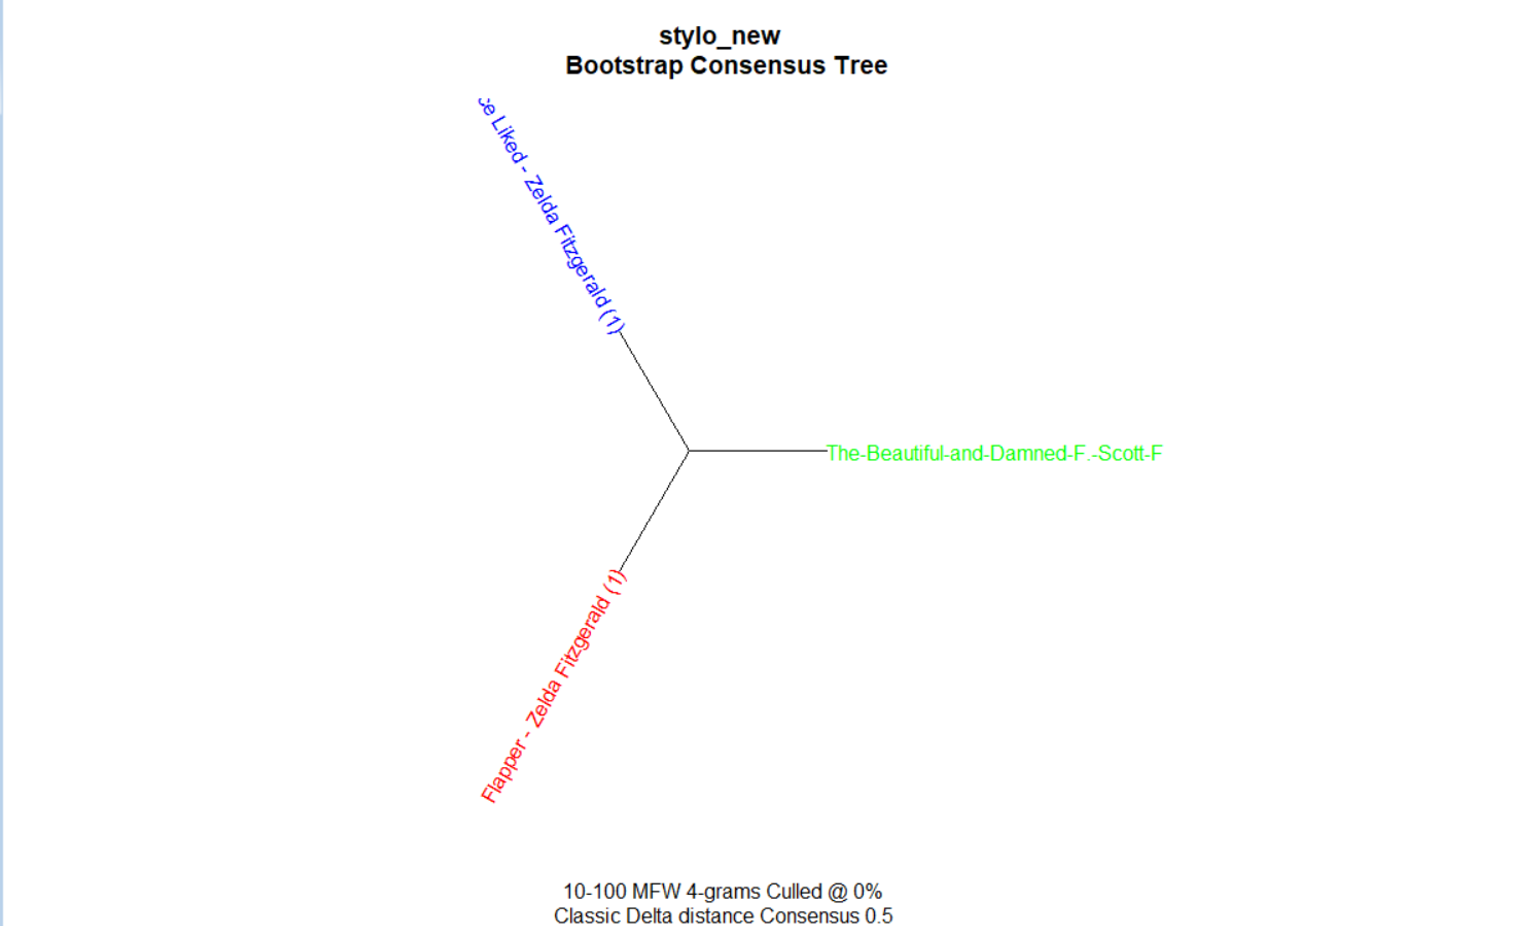 stylo_new
Bootstrap Consensus Tree
Liked - Zelda Fitzgerald (1)
The-Beautiful-and-Damned-F.-Scott-F
Flapper - Zelda Fitzgerald (1)
10-100 MFW 4-grams Culled @ 0%
Classic Delta distance Consensus 0.5